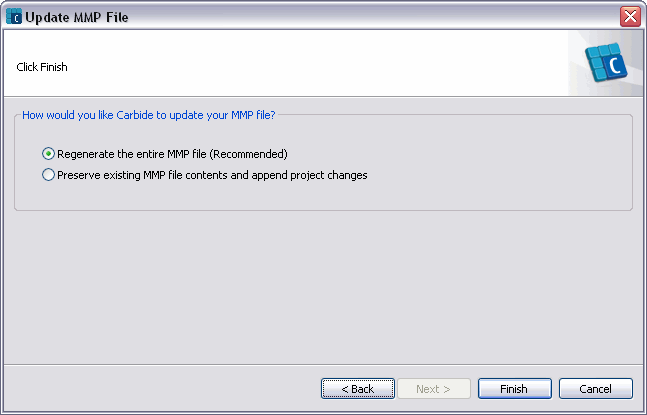 Update MMP File
Click Finish
C
How would you like Carbide to update your MMP file?
Regenerate the entire MMP file (Recommended)
Preserve existing MMP file contents and append project changes
< Back
Next >
Finish
Cancel